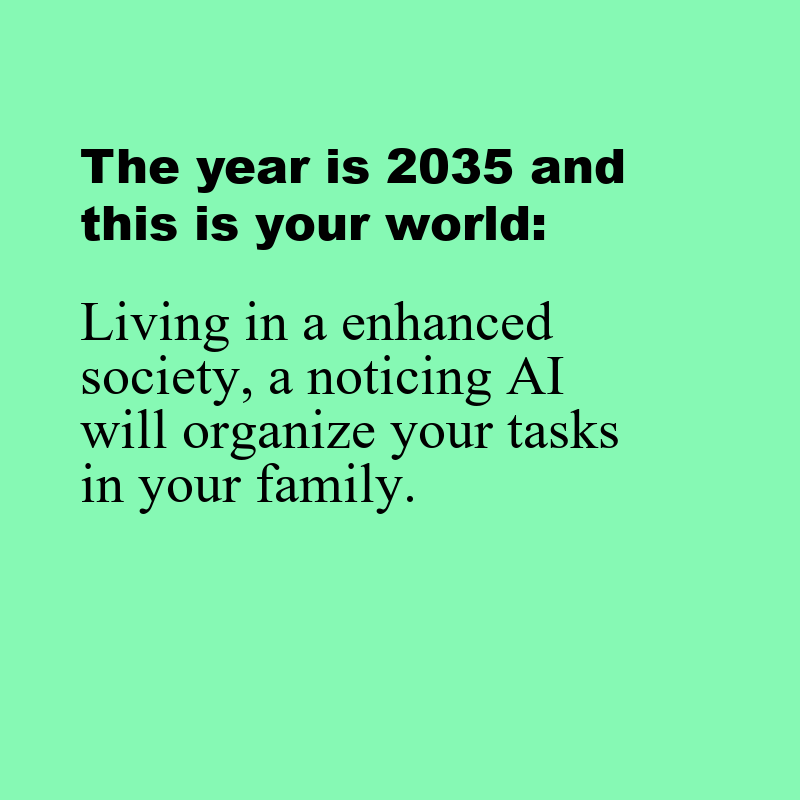 The year is 2035 and
this is your world:
Living in a enhanced
society, a noticing AI
will organize your tasks
in your family.